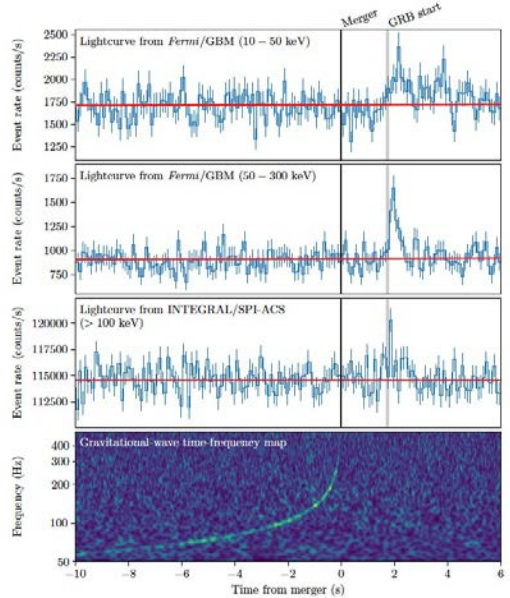 Merger
GRB start
Lightcurve from Fermi/GBM (10 – 50 keV)
Event rate (counts/s)
2500
2250
2000
1750
1500
1250
Lightcurve from Fermi/GBM (50 – 300 keV)
Event rate (counts/s)
1750
1500
1250
1000
750
Lightcurve from INTEGRAL/SPI-ACS
(> 100 keV)
Event rate (counts/s)
120000
117500
115000
112500
Gravitational-wave time-frequency map
Frequency (Hz)
400
300
200
100
50
−10 −8 −6 −4 −2 0 2 4 6
Time from merger (s)